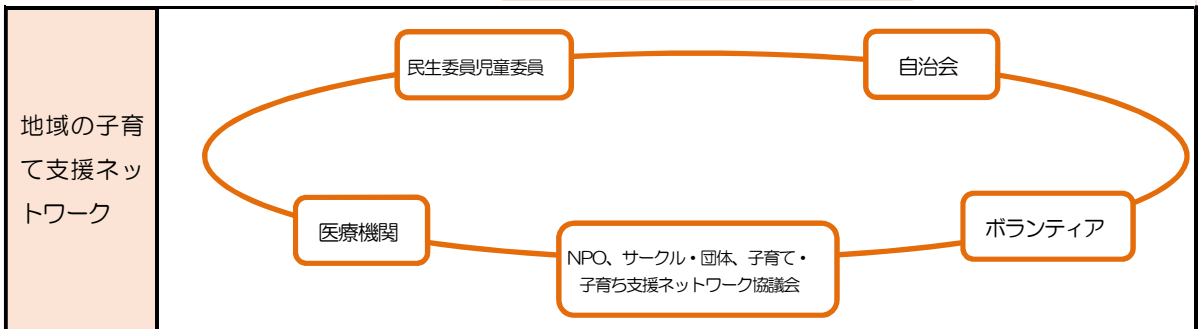 地域の子育
て支援ネッ
トワーク
民生委員児童委員
自治会
医療機関
NPO、サークル・団体、子育て・
子育ち支援ネットワーク協議会
ボランティア